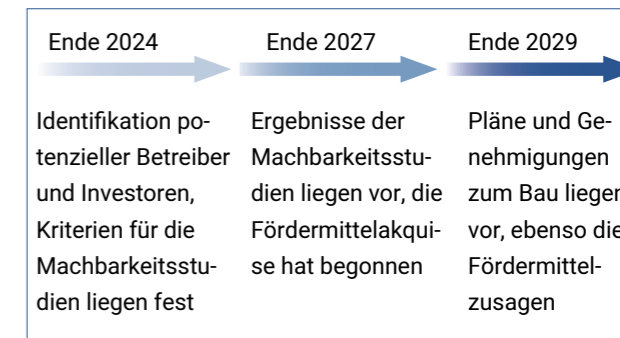 Ende 2024
Identifikation po-
tenzieller Betreiber
und Investoren,
Kriterien für die
Machbarkeitsstu-
dien liegen fest
Ende 2027
Ergebnisse der
Machbarkeitsstu-
dien liegen vor, die
Fördermittelakqui-
se hat begonnen
Ende 2029
Pläne und Ge-
nehmigungen
zum Bau liegen
vor, ebenso die
Fördermittel-
zusagen